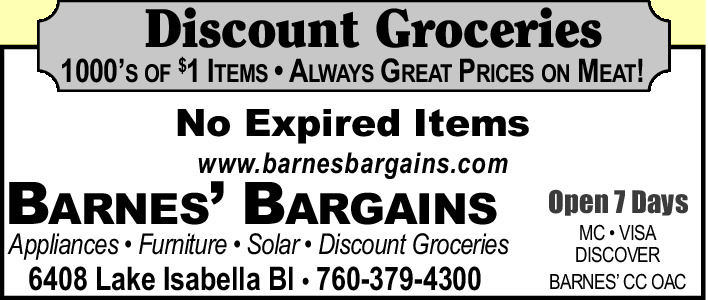 Discount Groceries
1000's of $1 Items • Always Great Prices on Meat!
No Expired Items
www.barnesbargains.com
Barnes' Bargains
Appliances • Furniture • Solar • Discount Groceries
6408 Lake Isabella Bl • 760-379-4300
Open 7 Days
MC • VISA
DISCOVER
BARNES' CC OAC